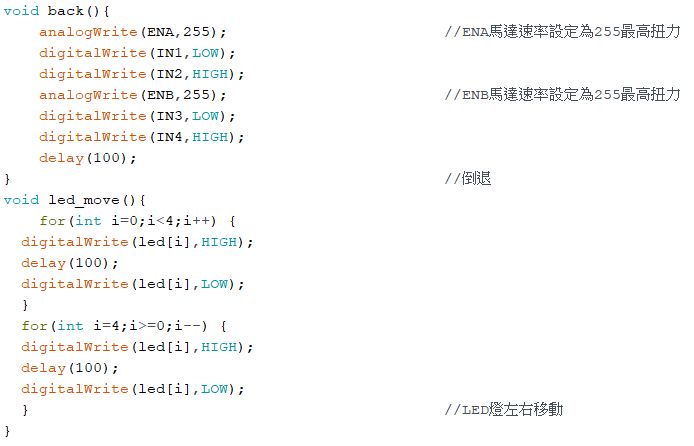 void back(){
    analogWrite(ENA,255);                        //ENA馬達速率設定為255最高扭力
    digitalWrite(IN1,LOW);
    digitalWrite(IN2,HIGH);
    analogWrite(ENB,255);                        //ENB馬達速率設定為255最高扭力
    digitalWrite(IN3,LOW);
    digitalWrite(IN4,HIGH);
    delay(100);
}                                                //倒退
void led_move(){
    for(int i=0;i<4;i++) {
  digitalWrite(led[i],HIGH);
  delay(100);
  digitalWrite(led[i],LOW);
  }
  for(int i=4;i>=0;i--) {
  digitalWrite(led[i],HIGH);
  delay(100);
  digitalWrite(led[i],LOW);
  }                                              //LED燈左右移動
}